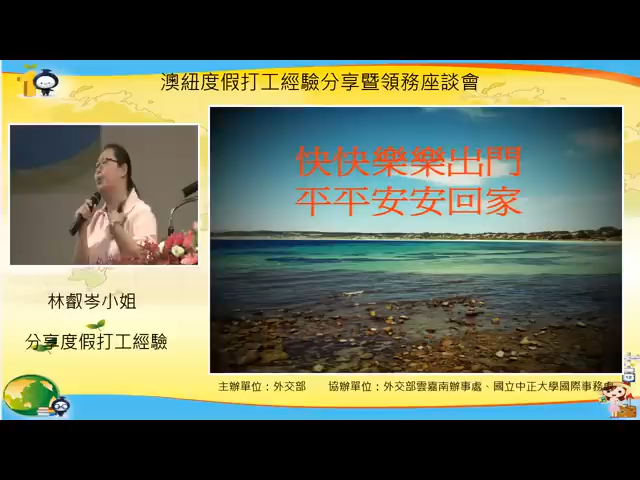 澳紐度假打工經驗分享暨領務座談會
快快樂樂出門
平平安安回家
林叡岑小姐
分享度假打工經驗
主辦單位：外交部 協辦單位：外交部雲嘉南辦事處、國立中正大學國際事務處